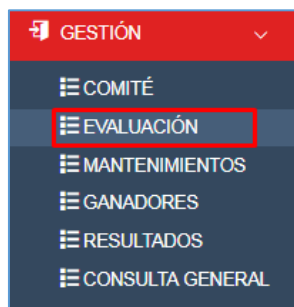 GESTIÓN
COMITÉ
EVALUACIÓN
MANTENIMIENTOS
GANADORES
RESULTADOS
CONSULTA GENERAL